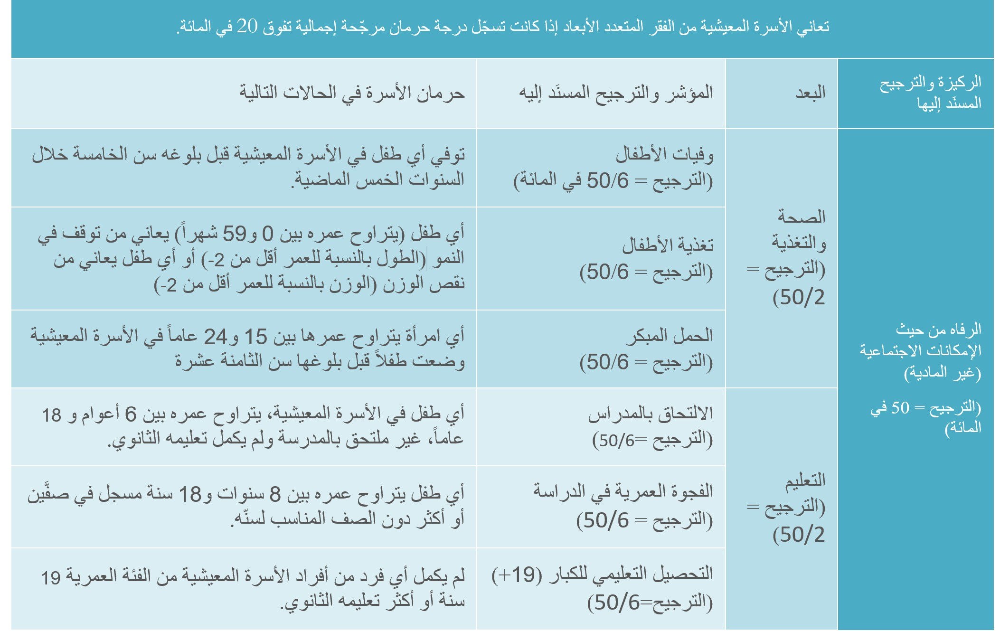 تعاني الأسرة المعيشية من الفقر المتعدد الأبعاد إذا كانت تسجّل درجة حرمان مرجّحة إجمالية تفوق 20 في المائة.
الركيزة والترجيح
المسنَد إليها
البعد
المؤشر والترجيح المسنَد إليه
حرمان الأسرة في الحالات التالية
الرفاه من حيث
الإمكانات الاجتماعية
(غير المادية)
(الترجيح = 50 في
المائة)
الصحة
والتغذية
(الترجيح =
50/2)
وفيات الأطفال
(الترجيح = 50/6 في المائة)
توفي أي طفل في الأسرة المعيشية قبل بلوغه سن الخامسة خلال
السنوات الخمس الماضية.
تغذية الأطفال
(الترجيح = 50/6)
أي طفل (يتراوح عمره بين 0 و59 شهراً) يعاني من توقف في
النمو (الطول بالنسبة للعمر أقل من 2-) أو أي طفل يعاني من
نقص الوزن (الوزن بالنسبة للعمر أقل من 2-)
الحمل المبكر
(الترجيح = 50/6)
أي امرأة يتراوح عمرها بين 15 و24 عاماً في الأسرة المعيشية
وضعت طفلاً قبل بلوغها سن الثامنة عشرة
التعليم
(الترجيح =
50/2)
الالتحاق بالمدراس
(الترجيح =50/6)
أي طفل في الأسرة المعيشية، يتراوح عمره بين 6 أعوام و 18
عاماً، غير ملتحق بالمدرسة ولم يكمل تعليمه الثانوي.
الفجوة العمرية في الدراسة
(الترجيح = 50/6)
أي طفل يتراوح عمره بين 8 سنوات و18 سنة مسجل في صفَّين
أو أكثر دون الصف المناسب لسنّه.
التحصيل التعليمي للكبار (19+)
(الترجيح=50/6)
لم يكمل أي فرد من أفراد الأسرة المعيشية من الفئة العمرية 19
سنة أو أكثر تعليمه الثانوي.